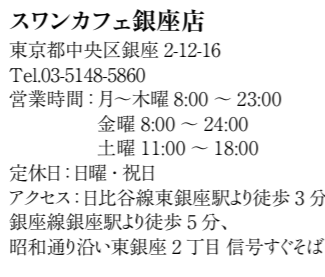 スワンカフェ銀座店
東京都中央区銀座 2-12-16
Tel.03-5148-5860
営業時間：月～木曜 8:00 ～ 23:00
金曜 8:00 ～ 24:00
土曜 11:00 ～ 18:00
定休日：日曜・祝日
アクセス：日比谷線東銀座駅より徒歩 3 分
銀座線銀座駅より徒歩 5 分、
昭和通り沿い東銀座 2 丁目 信号すぐそば